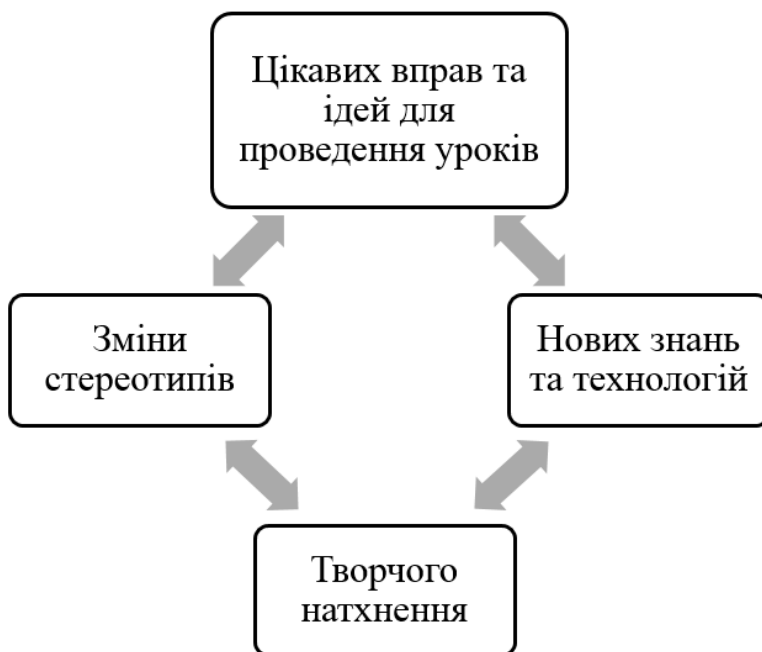 Цікавих вправ та
ідей для
проведення уроків
Зміни
стереотипів
Нових знань
та технологій
Творчого
натхнення